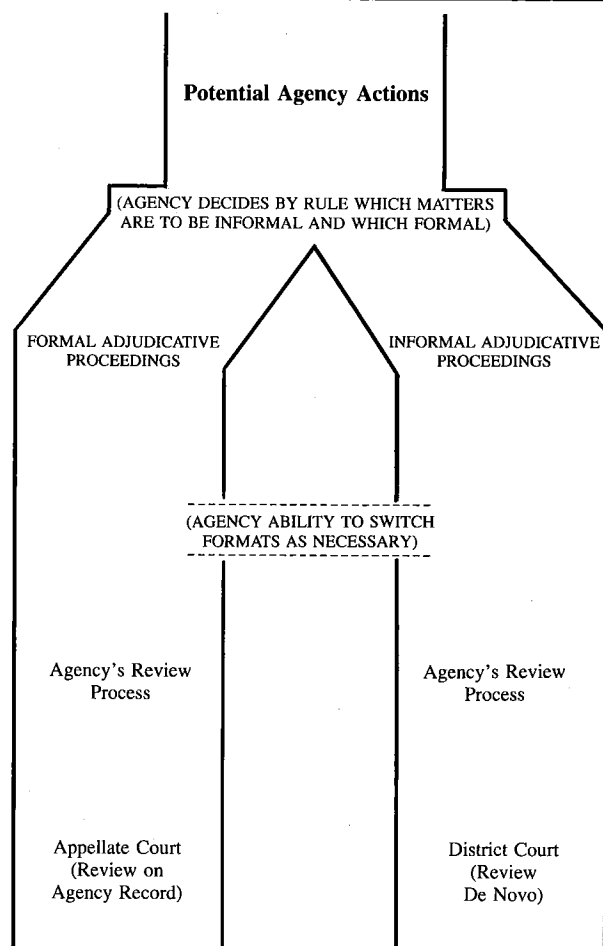 Potential Agency Actions
(AGENCY DECIDES BY RULE WHICH MATTERS
ARE TO BE INFORMAL AND WHICH FORMAL)
FORMAL ADJUDICATIVE
PROCEEDINGS
INFORMAL ADJUDICATIVE
PROCEEDINGS
(AGENCY ABILITY TO SWITCH
FORMATS AS NECESSARY)
Agency's Review
Process
Agency's Review
Process
Appellate Court
(Review on
Agency Record)
District Court
(Review
De Novo)